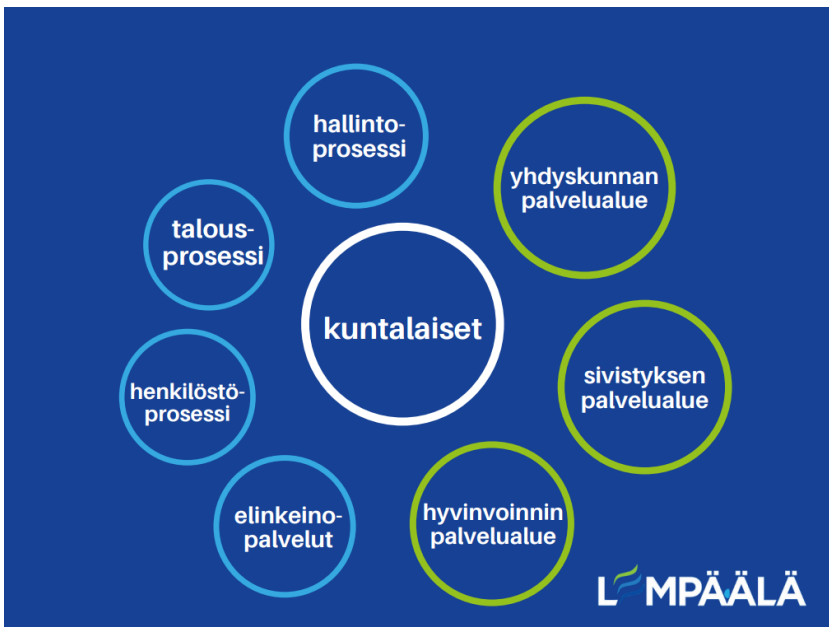 hallinto-
prosessi
yhdyskunnan
palvelualue
talous-
prosessi
kuntalaiset
sivistyksen
palvelualue
henkilöstö-
prosessi
elinkeino-
palvelut
hyvinvoinnin
palvelualue
LEMPÄÄLÄ